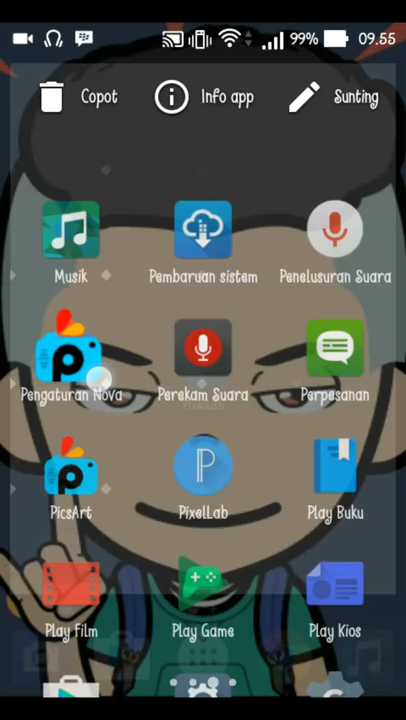 99% 09.55
Copot Info app Sunting
Musik Pembaruan sistem Penelusuran Suara
Pengaturan Nova Perekam Suara Perpesanan
PicsArt PixelLab Play Buku
Play Film Play Game Play Kios